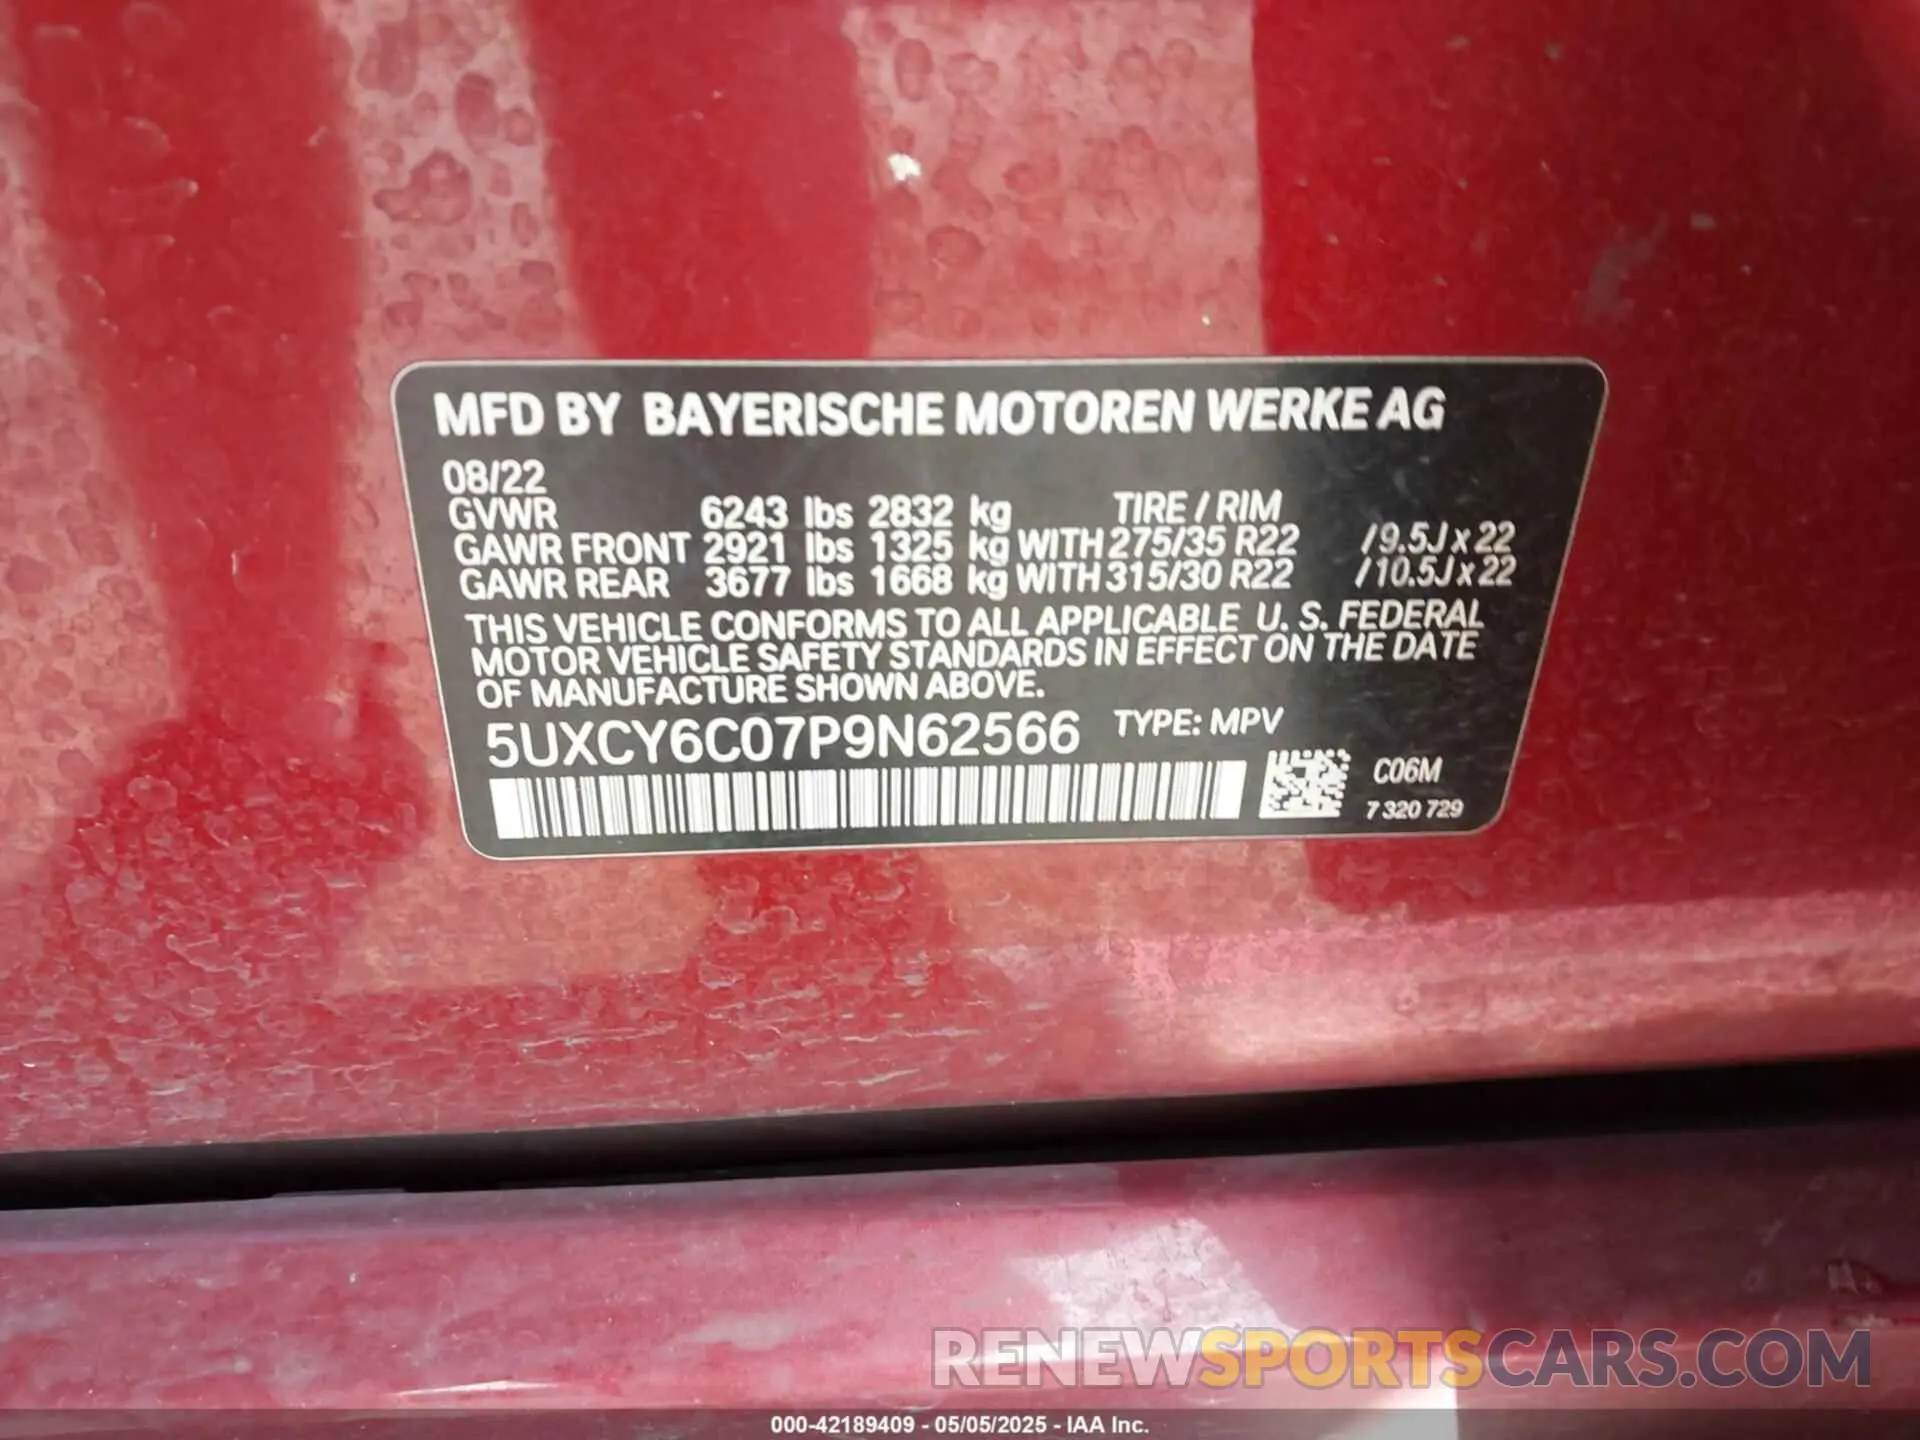 MFD BY BAYERISCHE MOTOREN WERKE AG
08/22
GVWR 6243 lbs 2832 kg TIRE / RIM
GAWR FRONT 2921 lbs 1325 kg WITH 275/35 R22 / 9.5J x 22
GAWR REAR 3677 lbs 1668 kg WITH 315/30 R22 / 10.5J x 22
THIS VEHICLE CONFORMS TO ALL APPLICABLE U. S. FEDERAL
MOTOR VEHICLE SAFETY STANDARDS IN EFFECT ON THE DATE
OF MANUFACTURE SHOWN ABOVE.
5UXCY6C07P9N62566 TYPE: MPV
C06M
7 320 729
RENEWSPORTSCARS.COM
000-42189409 - 05/05/2025 - IAA Inc.